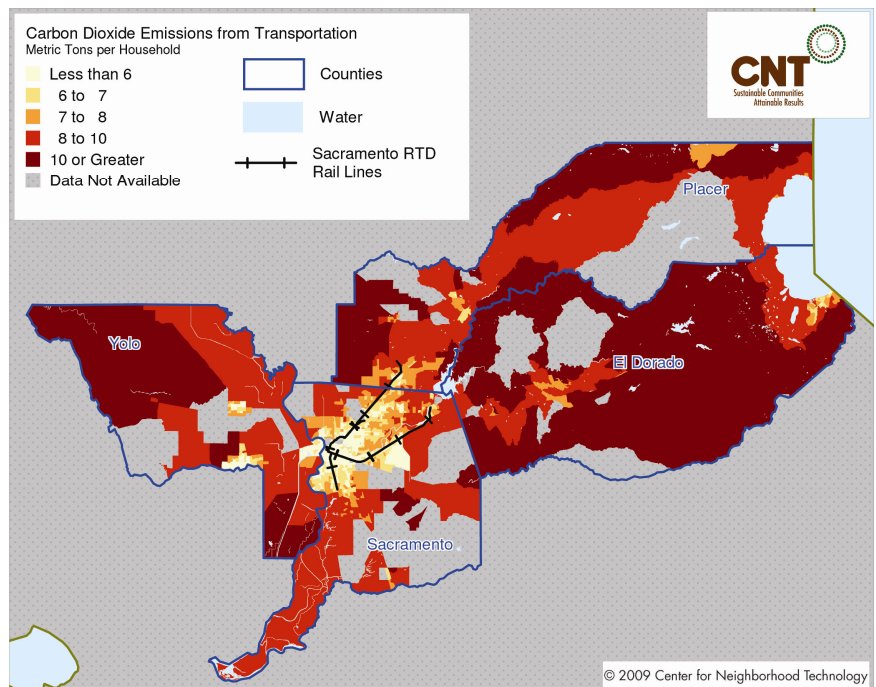 Carbon Dioxide Emissions from Transportation
Metric Tons per Household
Less than 6
6 to 7
7 to 8
8 to 10
10 or Greater
Data Not Available
Counties
Water
Sacramento RTD
Rail Lines
CNT
Sustainable Communities
Attainable Results
Placer
Yolo
El Dorado
Sacramento
© 2009 Center for Neighborhood Technology